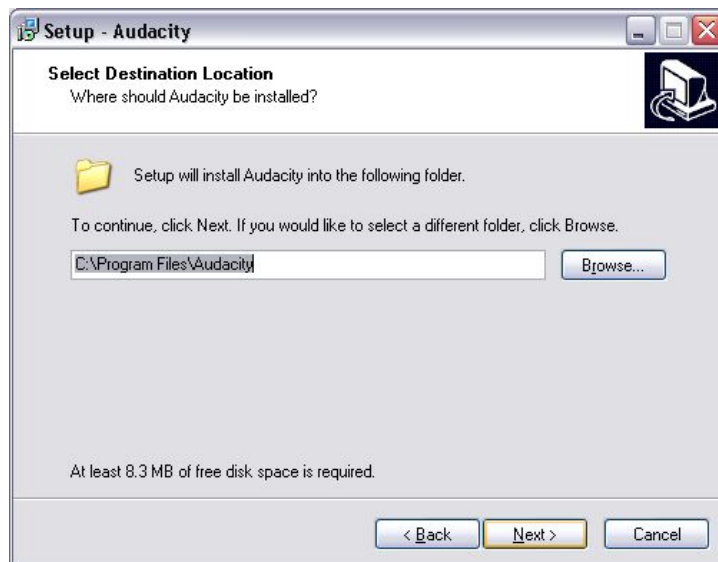 Setup - Audacity
Select Destination Location
Where should Audacity be installed?
Setup will install Audacity into the following folder.
To continue, click Next. If you would like to select a different folder, click Browse.
C:\Program Files\Audacity
Browse...
At least 8.3 MB of free disk space is required.
< Back
Next >
Cancel